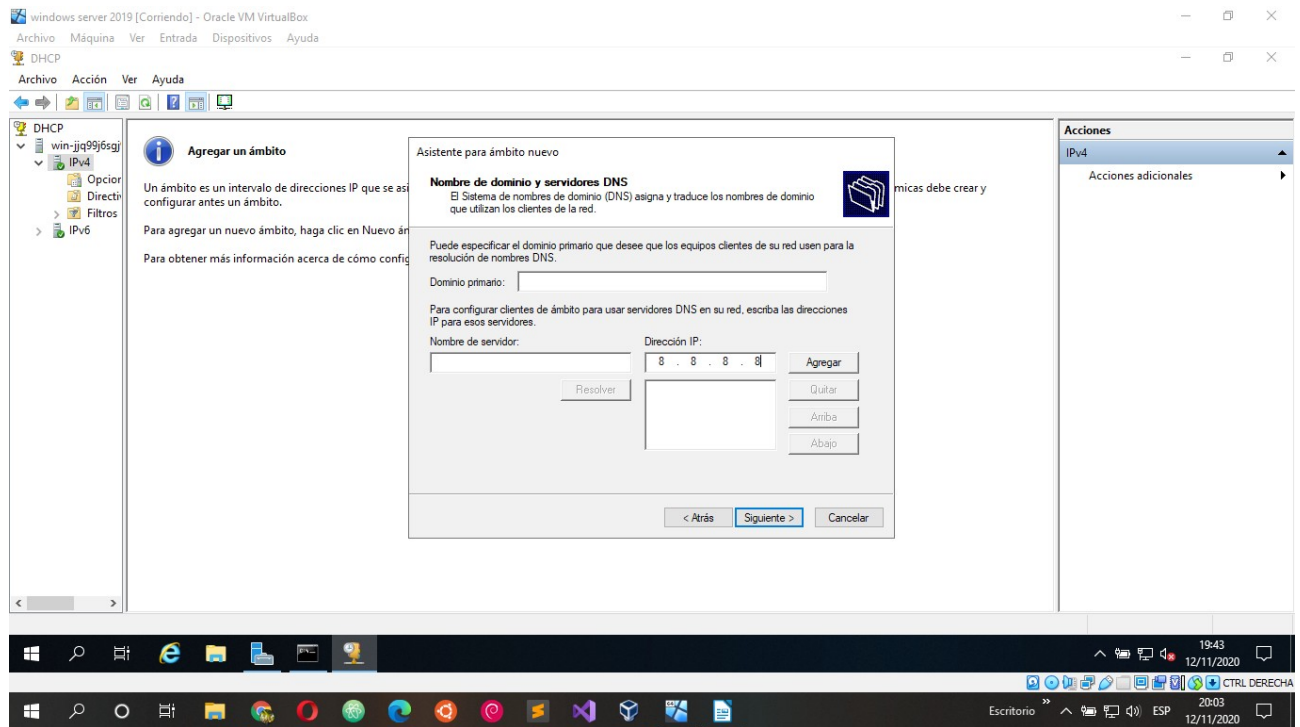 windows server 2019 [Corriendo] - Oracle VM VirtualBox
Archivo Máquina Ver Entrada Dispositivos Ayuda
DHCP
Archivo Acción Ver Ayuda
DHCP
win-jjq99j6sgj
IPv4
Opcior
Directiv
Filtros
IPv6
Agregar un ámbito
Un ámbito es un intervalo de direcciones IP que se asi
micas debe crear y
configurar antes un ámbito.
Para agregar un nuevo ámbito, haga clic en Nuevo án
Para obtener más información acerca de cómo config
Asistente para ámbito nuevo
Nombre de dominio y servidores DNS
El Sistema de nombres de dominio (DNS) asigna y traduce los nombres de dominio
que utilizan los clientes de la red.
Puede especificar el dominio primario que desee que los equipos clientes de su red usen para la
resolución de nombres DNS.
Dominio primario:
Para configurar clientes de ámbito para usar servidores DNS en su red, escriba las direcciones
IP para esos servidores.
Nombre de servidor: Dirección IP:
8 . 8 . 8 . 8 Agregar
Resolver Quitar
Arriba
Abajo
< Atrás Siguiente > Cancelar
Acciones
IPv4
Acciones adicionales
19:43
12/11/2020
CTRL DERECHA
Escritorio » ESP 20:03
12/11/2020